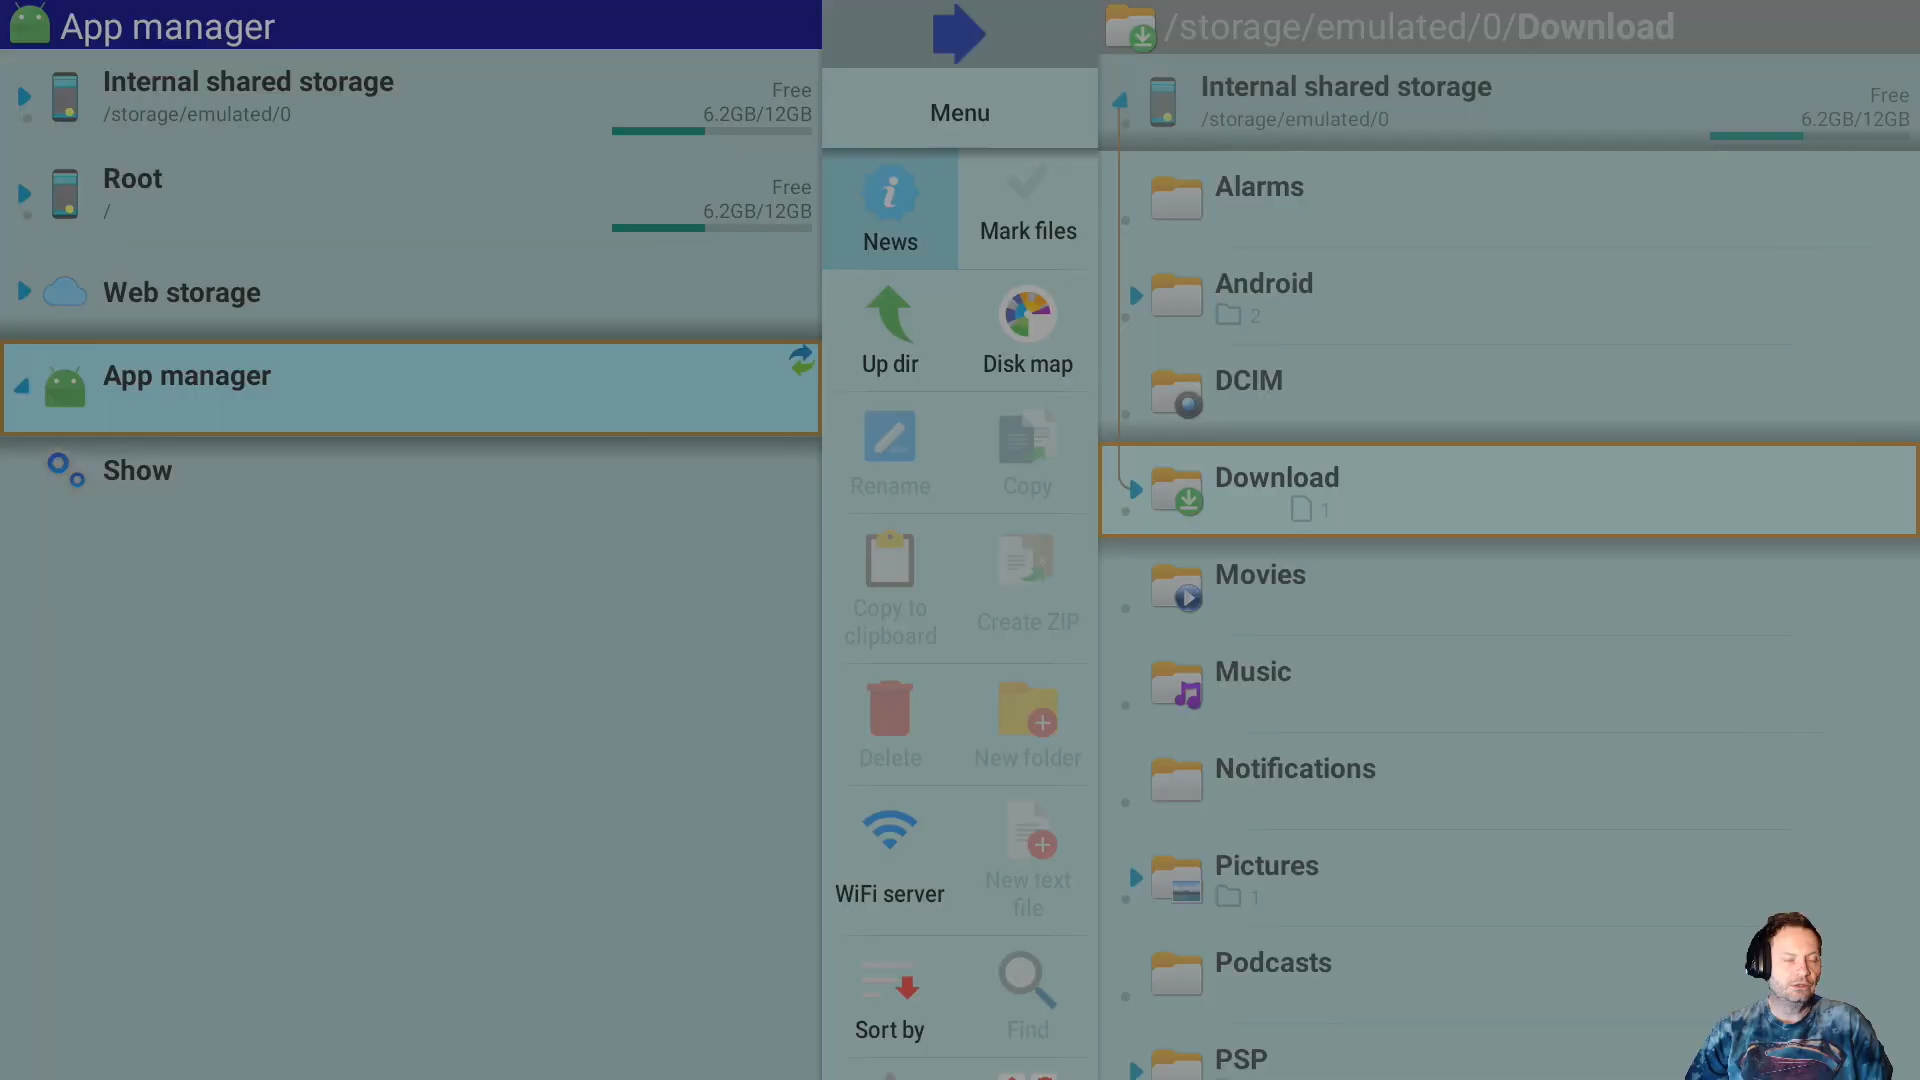 App manager
Internal shared storage
/storage/emulated/0
Free
6.2GB/12GB
Root
/
Free
6.2GB/12GB
Web storage
App manager
Show
Menu
News
Mark files
Up dir
Disk map
Rename
Copy
Copy to
clipboard
Create ZIP
Delete
New folder
WiFi server
New text
file
Sort by
Find
/storage/emulated/0/Download
Internal shared storage
/storage/emulated/0
Free
6.2GB/12GB
Alarms
Android
2
DCIM
Download
1
Movies
Music
Notifications
Pictures
1
Podcasts
PSP